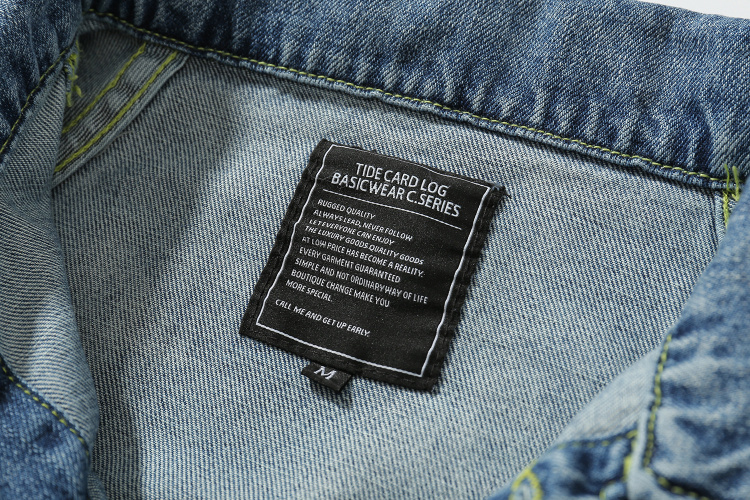 TIDE CARD LOG
BASICWEAR C.SERIES
RUGGED QUALITY
ALWAYS LEAD, NEVER FOLLOW
LET EVERYONE CAN ENJOY
THE LUXURY GOODS QUALITY GOODS
AT LOW PRICE HAS BECOME A REALITY.
EVERY GARMENT GUARANTEED
SIMPLE AND NOT ORDINARY WAY OF LIFE
BOUTIQUE CHANGE MAKE YOU
MORE SPECIAL.
CALL ME AND GET UP EARLY.
M